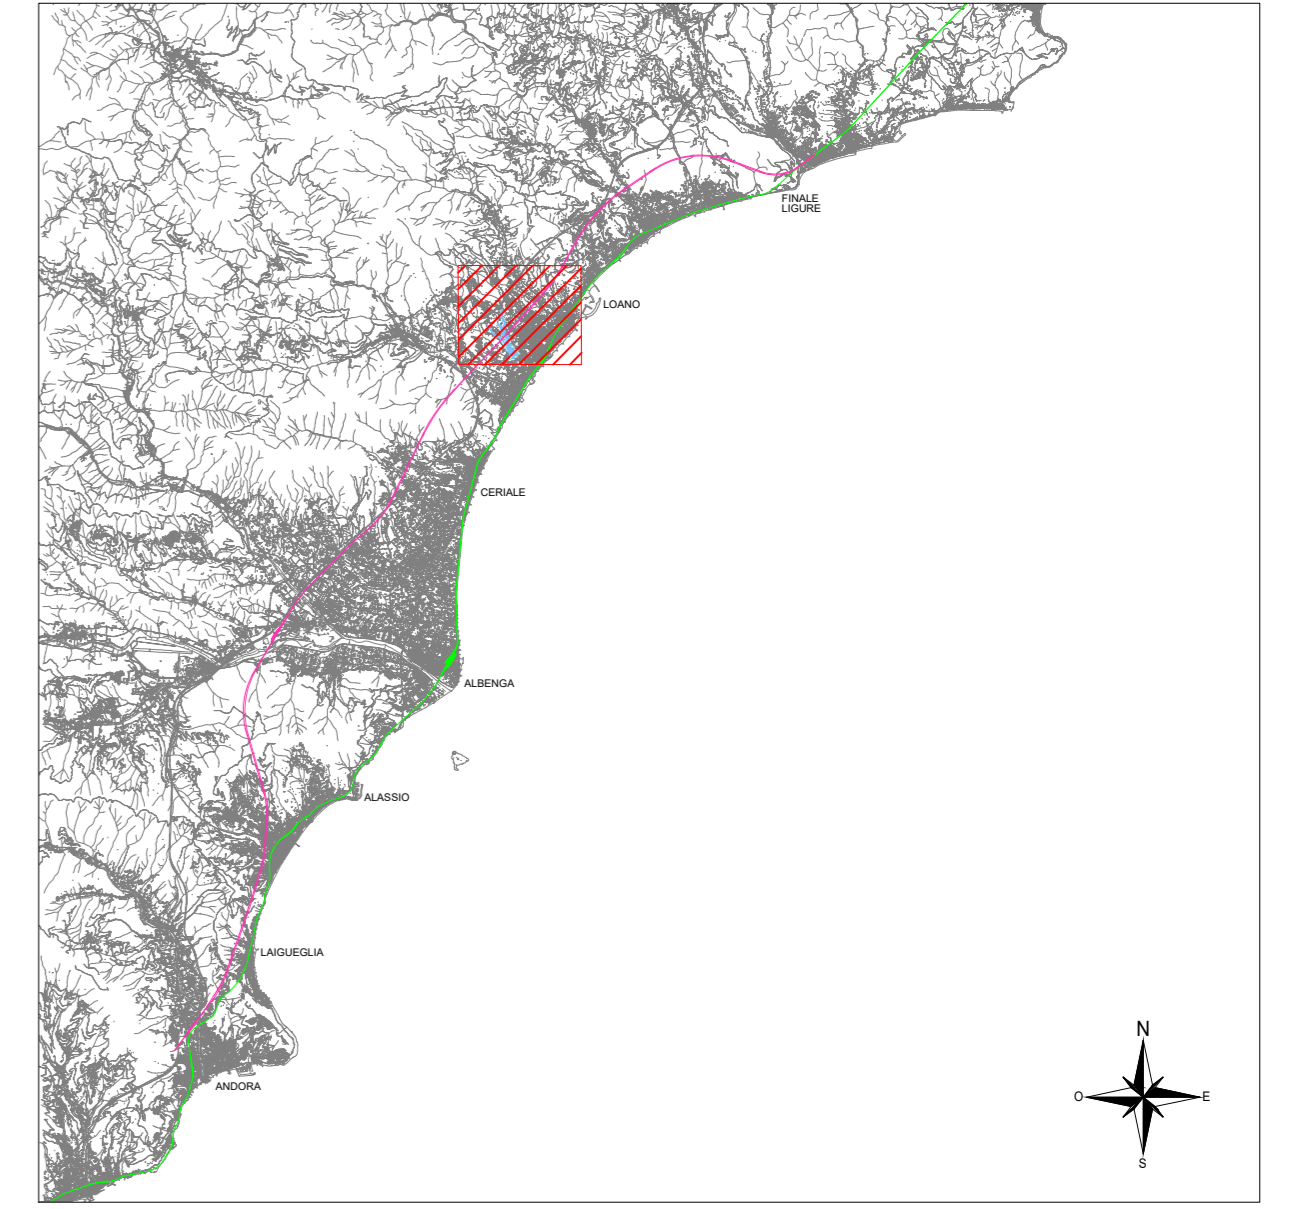 FINALE
LIGURE
LOANO
CERIALE
ALBENGA
ALASSIO
LAIGUEGLIA
ANDORA
N
O
E
S